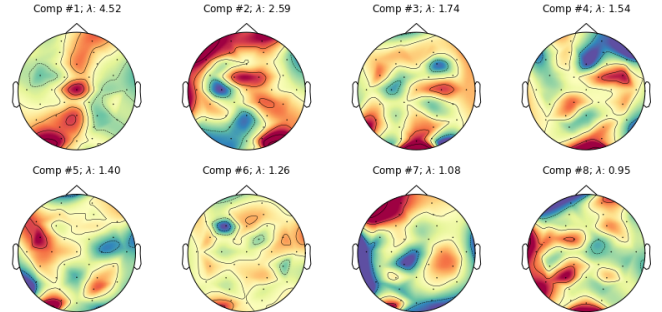 Comp #1; λ: 4.52
Comp #2; λ: 2.59
Comp #3; λ: 1.74
Comp #4; λ: 1.54
Comp #5; λ: 1.40
Comp #6; λ: 1.26
Comp #7; λ: 1.08
Comp #8; λ: 0.95